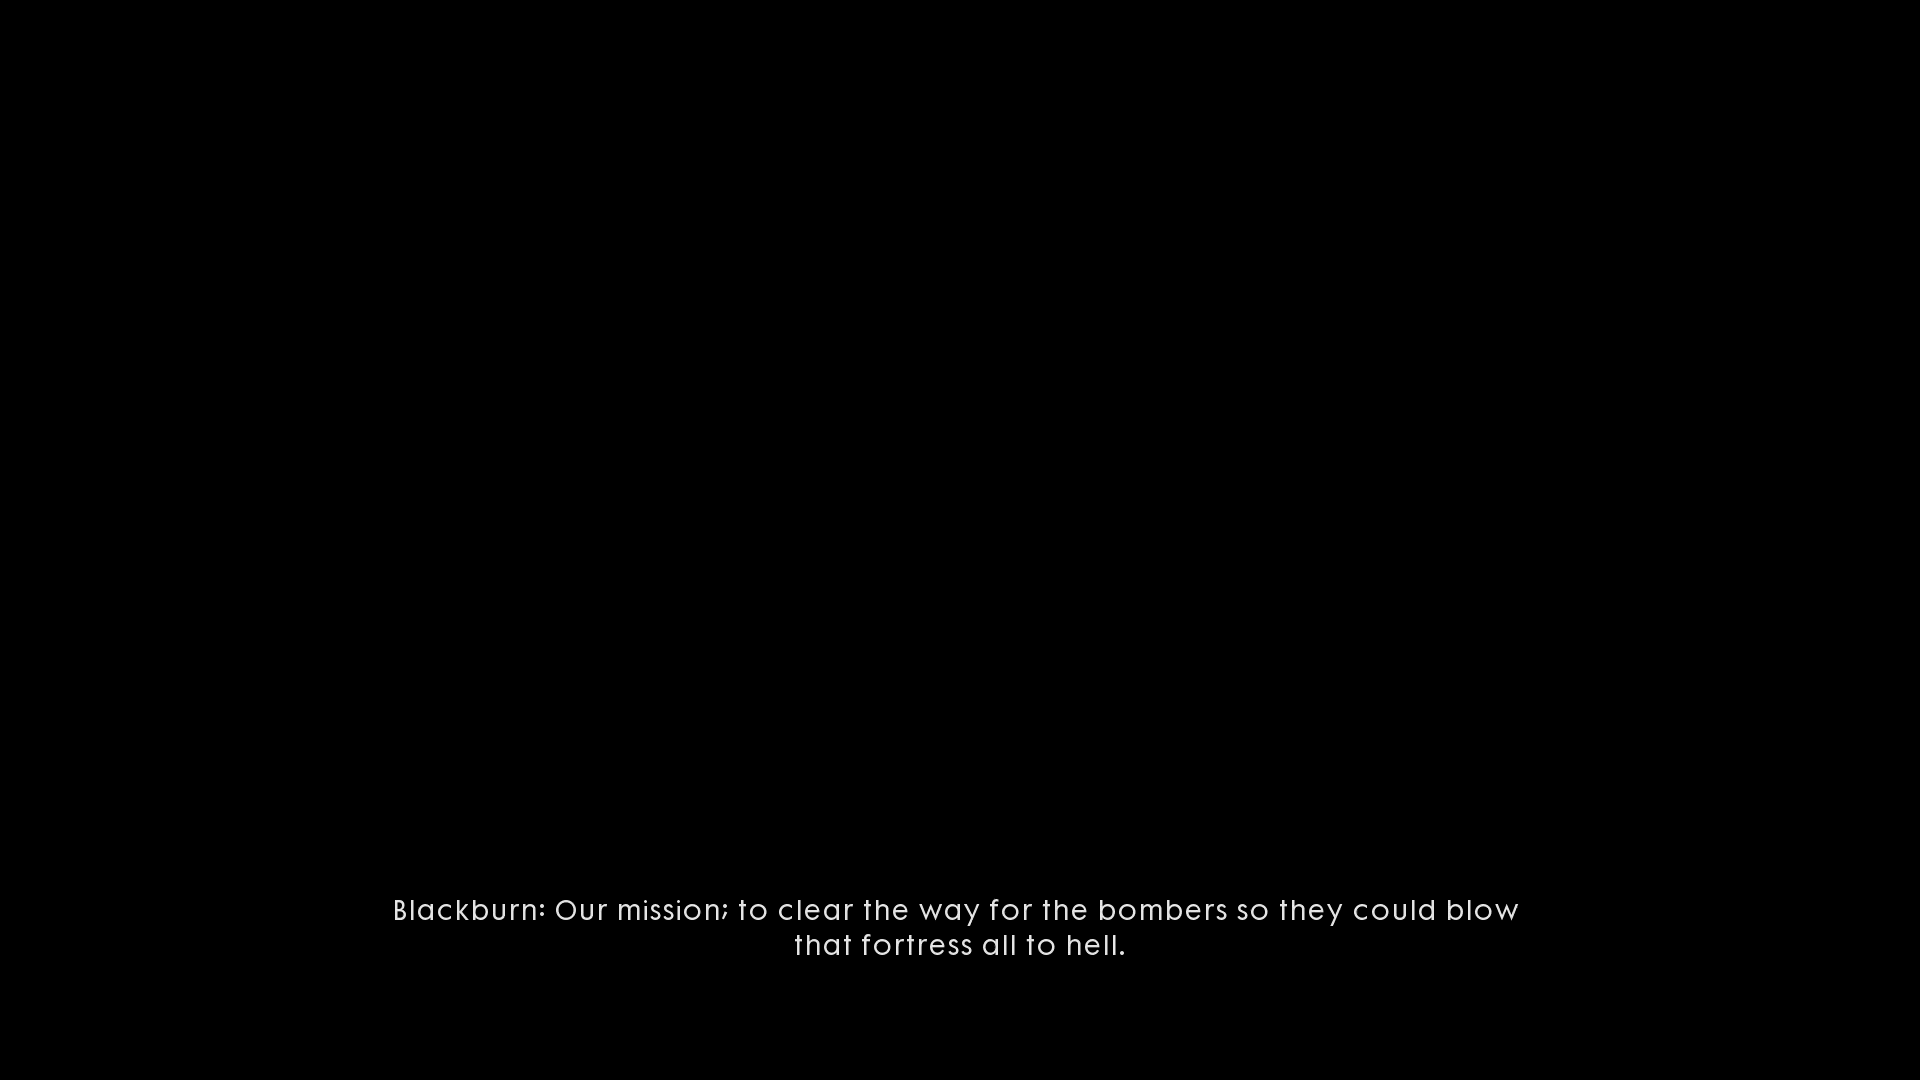 Blackburn: Our mission; to clear the way for the bombers so they could blow
that fortress all to hell.